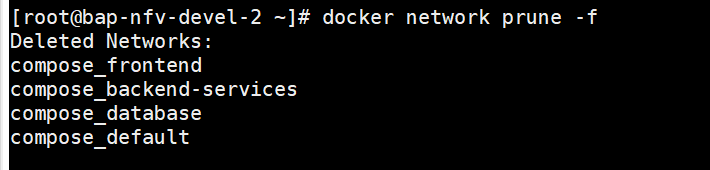 [root@bap-nfv-devel-2 ~]# docker network prune -f
Deleted Networks:
compose_frontend
compose_backend-services
compose_database
compose_default